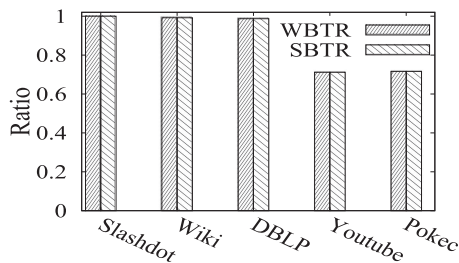 1
WBTR
SBTR
0.8
0.6
0.4
0.2
0
Ratio
Slashdot
Wiki
DBLP
Youtube
Pokec